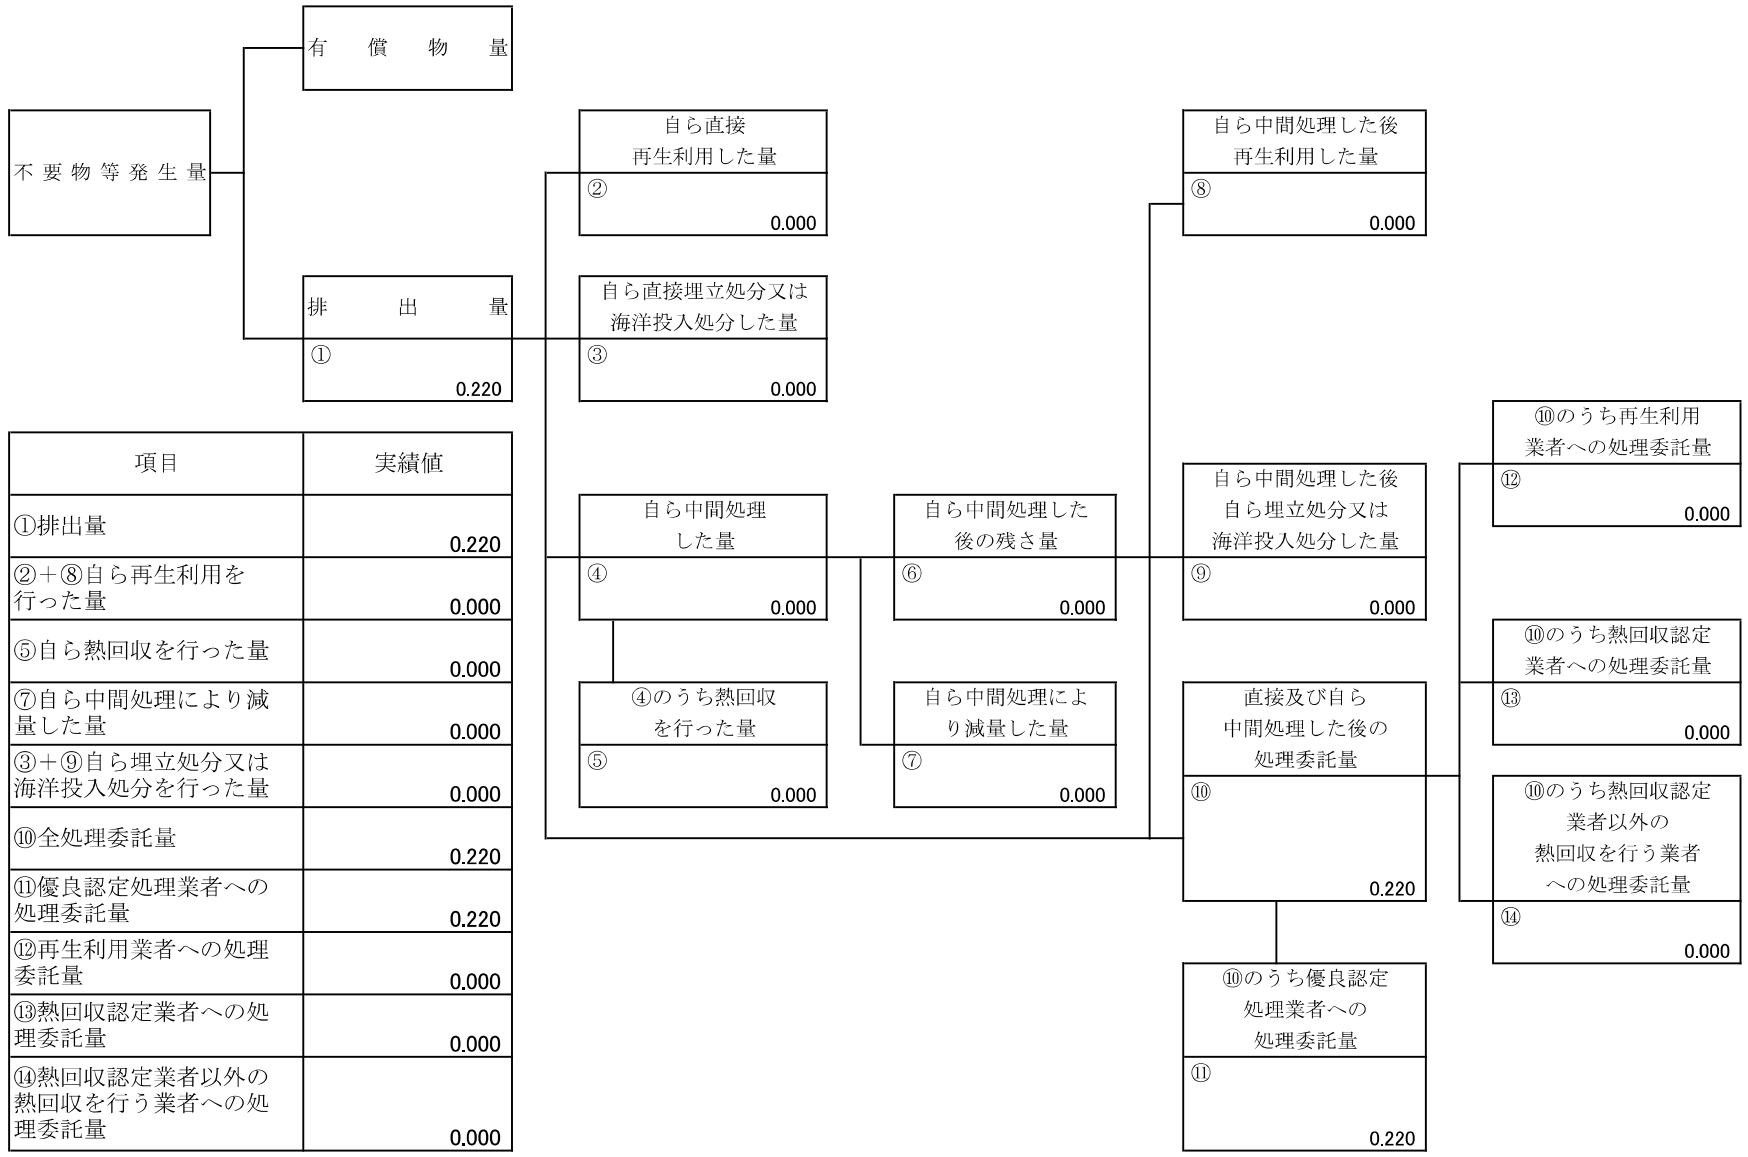 有償物量
不要物等発生量
排出量
①
0.220
自ら直接
再生利用した量
②
0.000
自ら直接埋立処分又は
海洋投入処分した量
③
0.000
自ら中間処理
した量
④
0.000
④のうち熱回収
を行った量
⑤
0.000
自ら中間処理した
後の残さ量
⑥
0.000
自ら中間処理によ
り減量した量
⑦
0.000
自ら中間処理した後
再生利用した量
⑧
0.000
自ら中間処理した後
自ら埋立処分又は
海洋投入処分した量
⑨
0.000
直接及び自ら
中間処理した後の
処理委託量
⑩
0.220
⑩のうち優良認定
処理業者への
処理委託量
⑪
0.220
⑩のうち再生利用
業者への処理委託量
⑫
0.000
⑩のうち熱回収認定
業者への処理委託量
⑬
0.000
⑩のうち熱回収認定
業者以外の
熱回収を行う業者
への処理委託量
⑭
0.000
項目 実績値
①排出量
0.220
②＋⑧自ら再生利用を
行った量
0.000
⑤自ら熱回収を行った量
0.000
⑦自ら中間処理により減
量した量
0.000
③＋⑨自ら埋立処分又は
海洋投入処分を行った量
0.000
⑩全処理委託量
0.220
⑪優良認定処理業者への
処理委託量
0.220
⑫再生利用業者への処理
委託量
0.000
⑬熱回収認定業者への処
理委託量
0.000
⑭熱回収認定業者以外の
熱回収を行う業者への処
理委託量
0.000